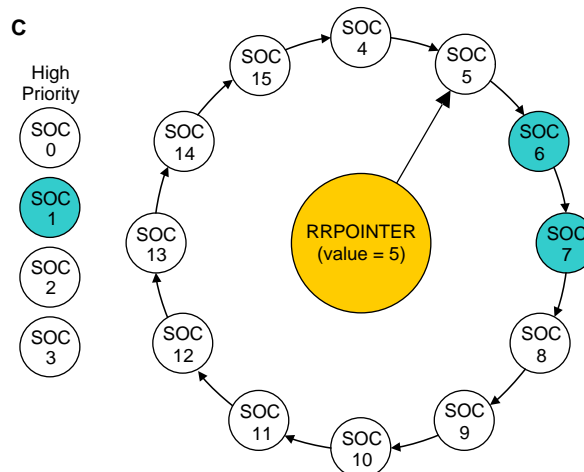 C
High
Priority
SOC
0
SOC
1
SOC
2
SOC
3
SOC
4
SOC
5
SOC
6
SOC
7
SOC
8
SOC
9
SOC
10
SOC
11
SOC
12
SOC
13
SOC
14
SOC
15
RRPOINTER
(value = 5)